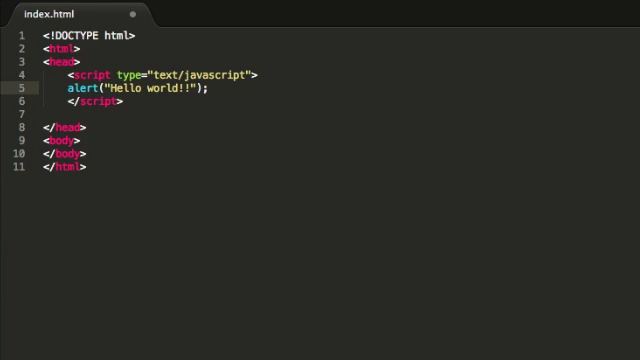 index.html
1 <!DOCTYPE html>
2 <html>
3 <head>
4 <script type="text/javascript">
5 alert("Hello world!!");
6 </script>
7
8 </head>
9 <body>
10 </body>
11 </html>